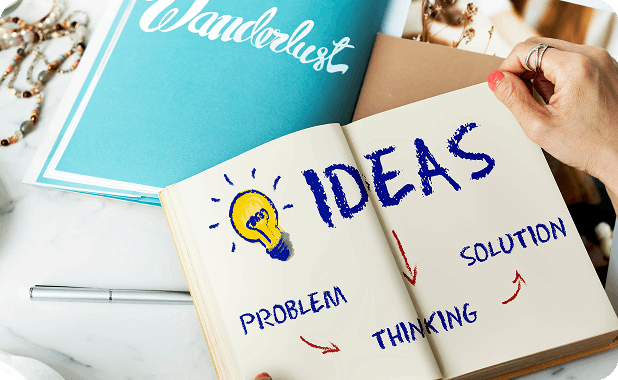 Wanderlust
IDEAS
SOLUTION
PROBLEM
THINKING